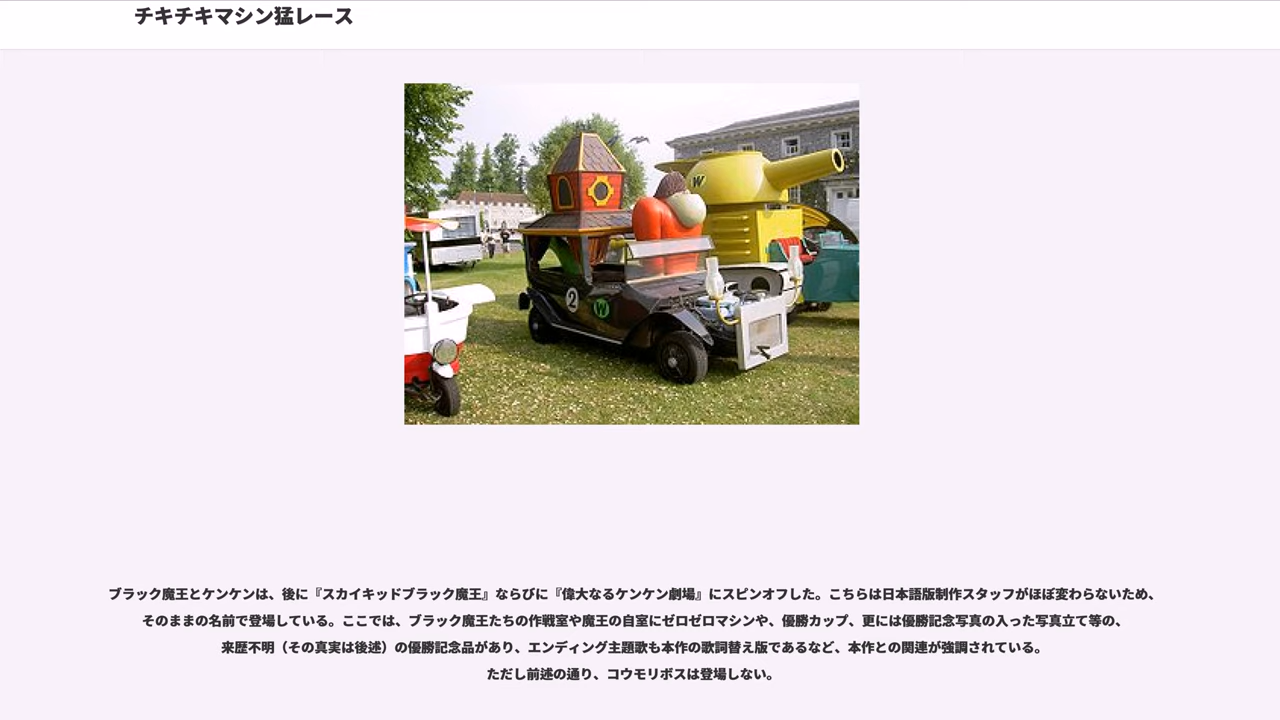 チキチキマシン猛レース
W
2
W
ブラック魔王とケンケンは、後に『スカイキッドブラック魔王』ならびに『偉大なるケンケン劇場』にスピンオフした。こちらは日本語版制作スタッフがほぼ変わらないため、
そのままの名前で登場している。ここでは、ブラック魔王たちの作戦室や魔王の自室にゼロゼロマシンや、優勝カップ、更には優勝記念写真の入った写真立て等の、
来歴不明（その真実は後述）の優勝記念品があり、エンディング主題歌も本作の歌詞替え版であるなど、本作との関連が強調されている。
ただし前述の通り、コウモリボスは登場しない。